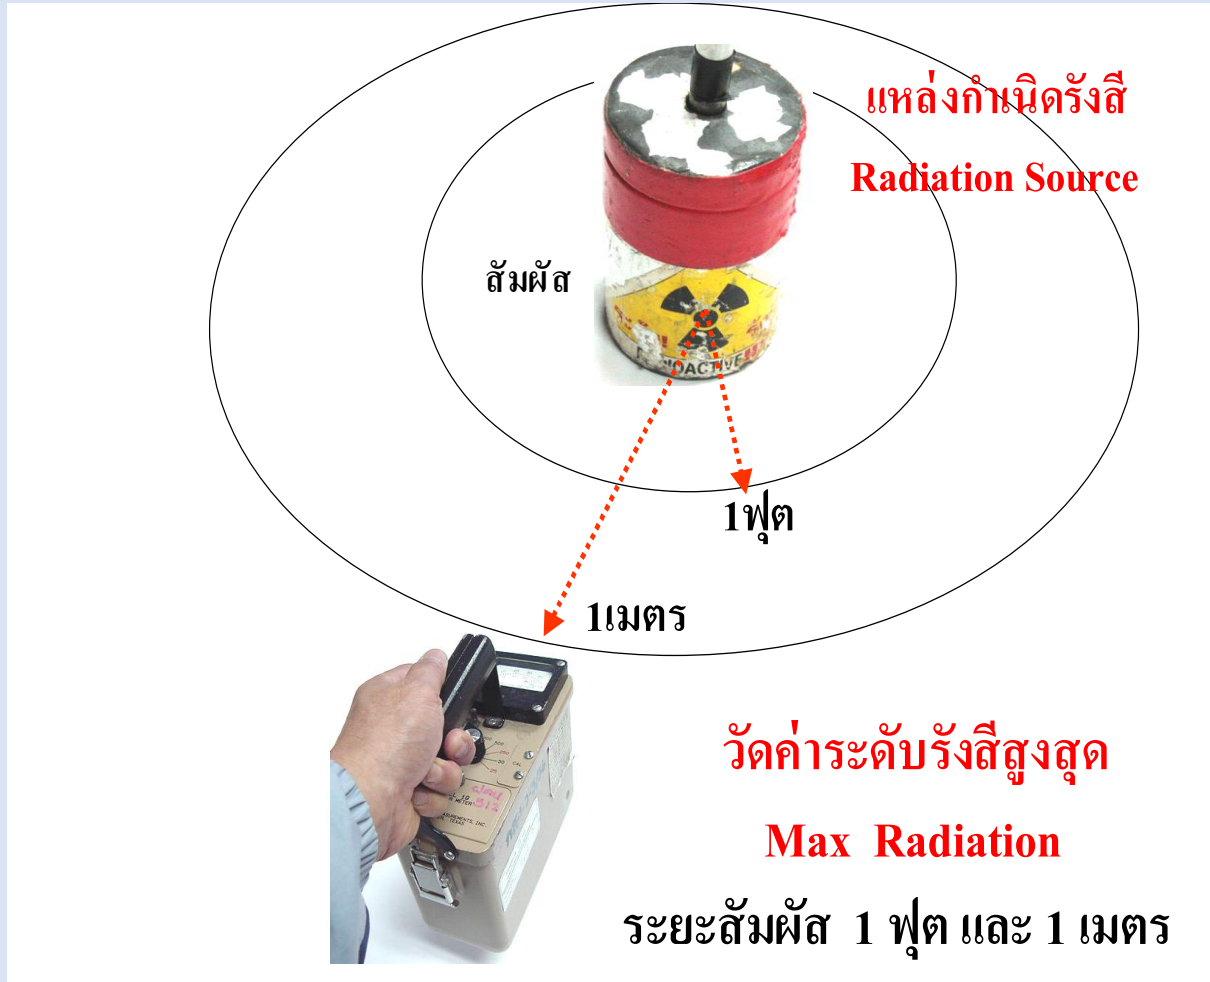 แหล่งกำเนิดรังสี
Radiation Source
สัมผัส
1ฟุต
1เมตร
วัดค่าระดับรังสีสูงสุด
Max Radiation
ระยะสัมผัส 1 ฟุต และ 1 เมตร